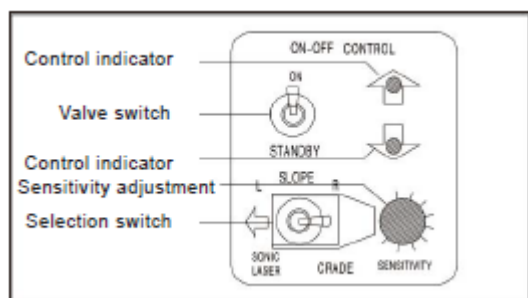 ON-OFF CONTROL
Control indicator
ON
Valve switch
STANDBY
Control indicator
SLOPE
Sensitivity adjustment
L R
Selection switch
SONIC
LASER
CRADE
SENSITIVITY